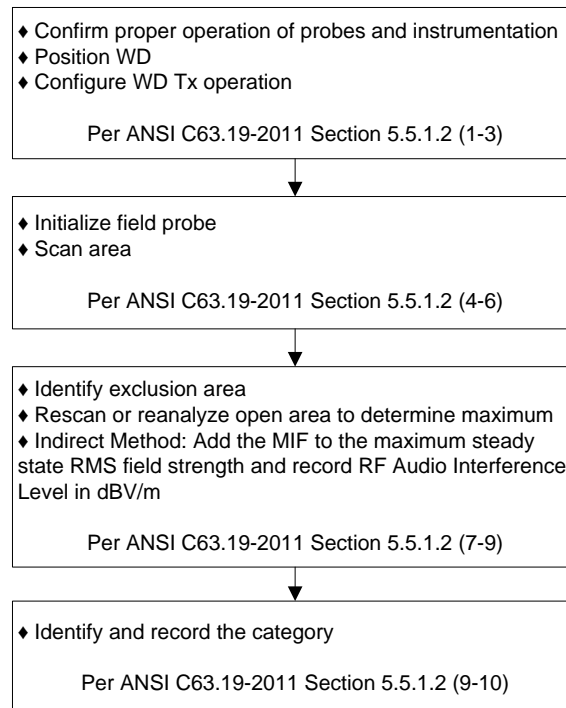 ♦ Confirm proper operation of probes and instrumentation
♦ Position WD
♦ Configure WD Tx operation
Per ANSI C63.19-2011 Section 5.5.1.2 (1-3)
♦ Initialize field probe
♦ Scan area
Per ANSI C63.19-2011 Section 5.5.1.2 (4-6)
♦ Identify exclusion area
♦ Rescan or reanalyze open area to determine maximum
♦ Indirect Method: Add the MIF to the maximum steady
state RMS field strength and record RF Audio Interference
Level in dBV/m
Per ANSI C63.19-2011 Section 5.5.1.2 (7-9)
♦ Identify and record the category
Per ANSI C63.19-2011 Section 5.5.1.2 (9-10)